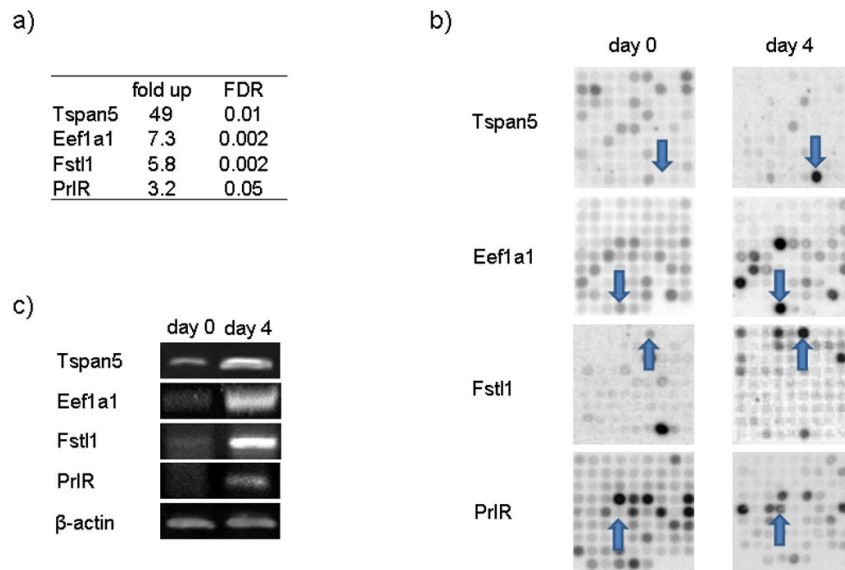 a)
fold up FDR
Tspan5 49 0.01
Eef1a1 7.3 0.002
Fstl1 5.8 0.002
PrlR 3.2 0.05
b)
day 0 day 4
Tspan5
Eef1a1
Fstl1
PrlR
c)
day 0 day 4
Tspan5
Eef1a1
Fstl1
PrlR
β-actin